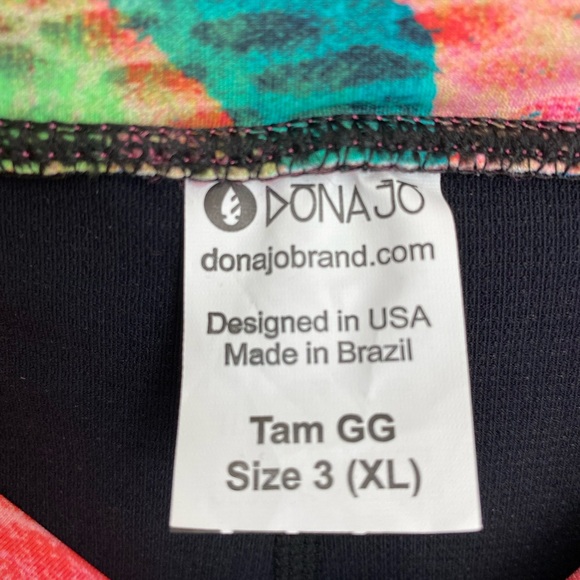 DONAJO
donajobrand.com
Designed in USA
Made in Brazil
Tam GG
Size 3 (XL)